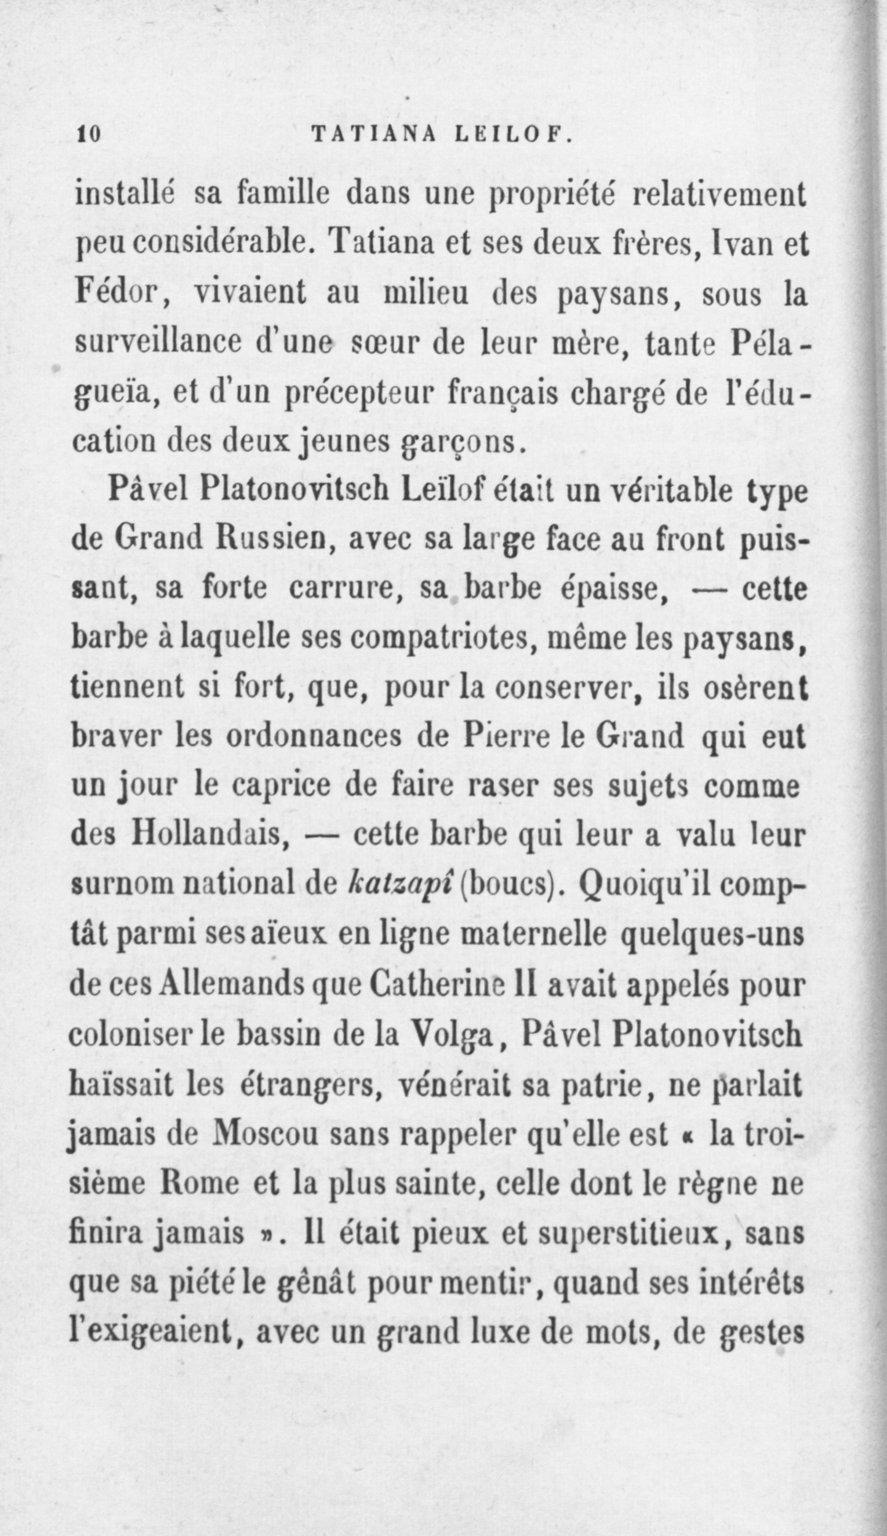 10 TATIANA LEILOF.
installé sa famille dans une propriété relativement
peu considérable. Tatiana et ses deux frères, Ivan et
Fédor, vivaient au milieu des paysans, sous la
surveillance d'une sœur de leur mère, tante Péla-
gueïa, et d'un précepteur français chargé de l'édu-
cation des deux jeunes garçons.
Pâvel Platonovitsch Leïlof était un véritable type
de Grand Russien, avec sa large face au front puis-
sant, sa forte carrure, sa barbe épaisse, — cette
barbe à laquelle ses compatriotes, même les paysans,
tiennent si fort, que, pour la conserver, ils osèrent
braver les ordonnances de Pierre le Grand qui eut
un jour le caprice de faire raser ses sujets comme
des Hollandais, — cette barbe qui leur a valu leur
surnom national de katzapî (boucs). Quoiqu'il comp-
tât parmi ses aïeux en ligne maternelle quelques-uns
de ces Allemands que Catherine II avait appelés pour
coloniser le bassin de la Volga, Pâvel Platonovitsch
haïssait les étrangers, vénérait sa patrie, ne parlait
jamais de Moscou sans rappeler qu'elle est « la troi-
sième Rome et la plus sainte, celle dont le règne ne
finira jamais ». Il était pieux et superstitieux, sans
que sa piété le gênât pour mentir, quand ses intérêts
l'exigeaient, avec un grand luxe de mots, de gestes